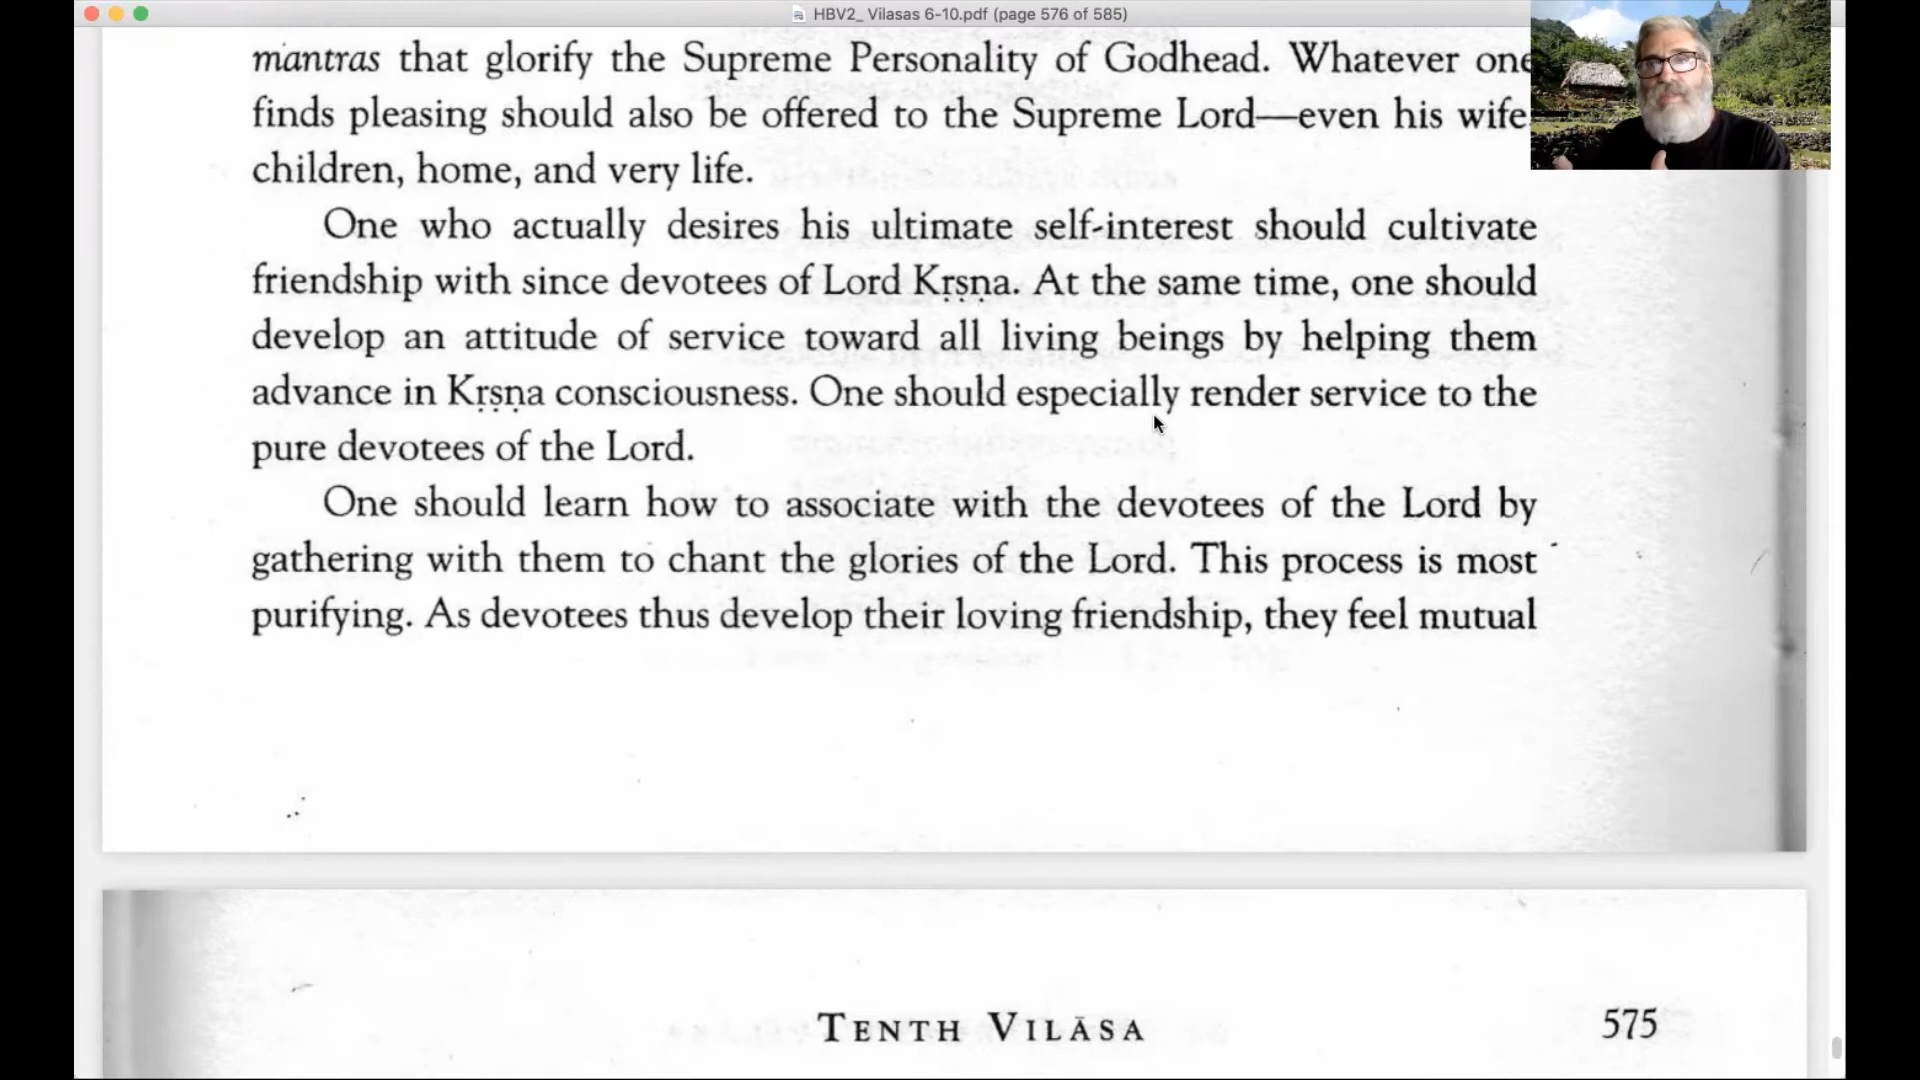 HBV2_ Vilasas 6-10.pdf (page 576 of 585)
mantras that glorify the Supreme Personality of Godhead. Whatever one
finds pleasing should also be offered to the Supreme Lord—even his wife
children, home, and very life.
One who actually desires his ultimate self-interest should cultivate
friendship with since devotees of Lord Kṛṣṇa. At the same time, one should
develop an attitude of service toward all living beings by helping them
advance in Kṛṣṇa consciousness. One should especially render service to the
pure devotees of the Lord.
One should learn how to associate with the devotees of the Lord by
gathering with them to chant the glories of the Lord. This process is most
purifying. As devotees thus develop their loving friendship, they feel mutual
TENTH VILĀSA 575